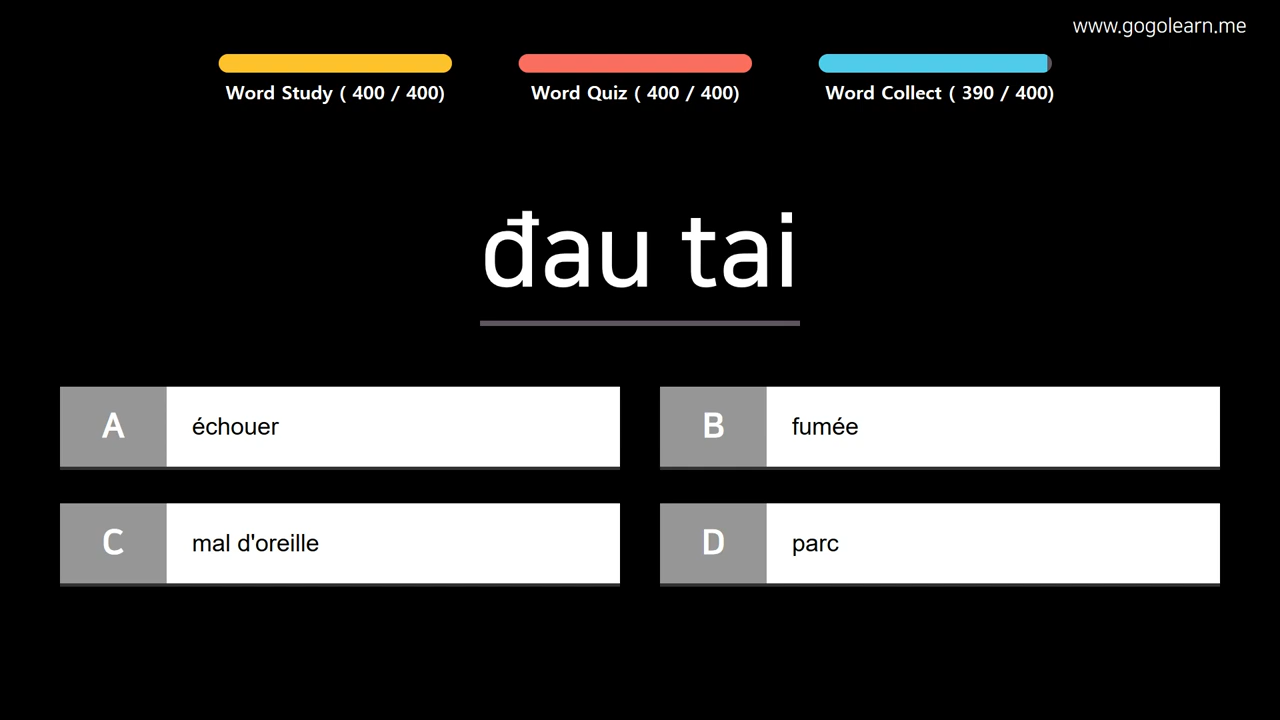 www.gogolearn.me
Word Study ( 400 / 400)
Word Quiz ( 400 / 400)
Word Collect ( 390 / 400)
đau tai
A échouer
B fumée
C mal d'oreille
D parc